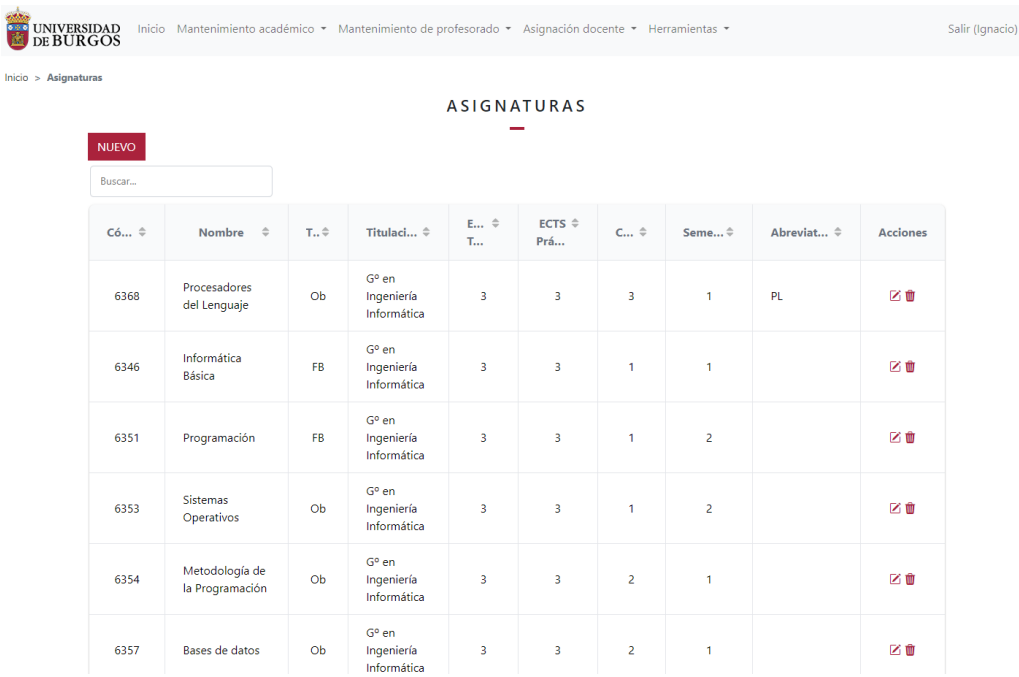 UNIVERSIDAD
DE BURGOS
Inicio Mantenimiento académico Mantenimiento de profesorado Asignación docente Herramientas Salir (Ignacio)
Inicio > Asignaturas
ASIGNATURAS
NUEVO
Buscar...
Có... Nombre T.. Titulaci... E... T... ECTS Prá... C... Seme... Abreviat... Acciones
6368 Procesadores del Lenguaje Ob Gº en Ingeniería Informática 3 3 3 1 PL
6346 Informática Básica FB Gº en Ingeniería Informática 3 3 1 1
6351 Programación FB Gº en Ingeniería Informática 3 3 1 2
6353 Sistemas Operativos Ob Gº en Ingeniería Informática 3 3 1 2
6354 Metodología de la Programación Ob Gº en Ingeniería Informática 3 3 2 1
6357 Bases de datos Ob Gº en Ingeniería Informática 3 3 2 1